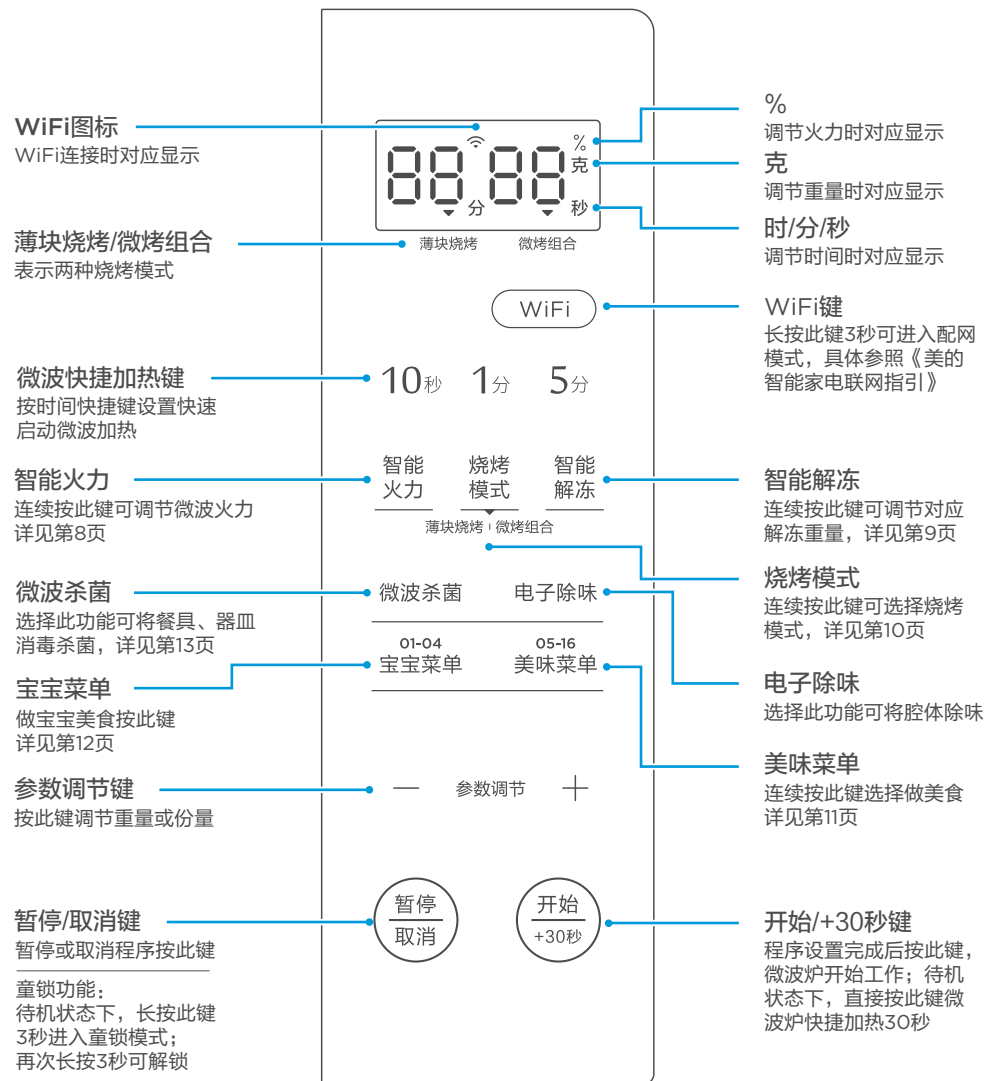 WiFi图标
WiFi连接时对应显示
薄块烧烤/微烤组合
表示两种烧烤模式
微波快捷加热键
按时间快捷键设置快速
启动微波加热
智能火力
连续按此键可调节微波火力
详见第8页
微波杀菌
选择此功能可将餐具、器皿
消毒杀菌，详见第13页
宝宝菜单
做宝宝美食按此键
详见第12页
参数调节键
按此键调节重量或份量
暂停/取消键
暂停或取消程序按此键
童锁功能：
待机状态下，长按此键
3秒进入童锁模式；
再次长按3秒可解锁
88 88
%
克
分
秒
薄块烧烤 微烤组合
WiFi
10秒 1分 5分
智能 烧烤 智能
火力 模式 解冻
薄块烧烤 微烤组合
微波杀菌 电子除味
01-04 05-16
宝宝菜单 美味菜单
— 参数调节 +
暂停 开始
取消 +30秒
%
调节火力时对应显示
克
调节重量时对应显示
时/分/秒
调节时间时对应显示
WiFi键
长按此键3秒可进入配网
模式，具体参照《美的
智能家电联网指引》
智能解冻
连续按此键可调节对应
解冻重量，详见第9页
烧烤模式
连续按此键可选择烧烤
模式，详见第10页
电子除味
选择此功能可将腔体除味
美味菜单
连续按此键选择做美食
详见第11页
开始/+30秒键
程序设置完成后按此键，
微波炉开始工作；待机
状态下，直接按此键微
波炉快捷加热30秒